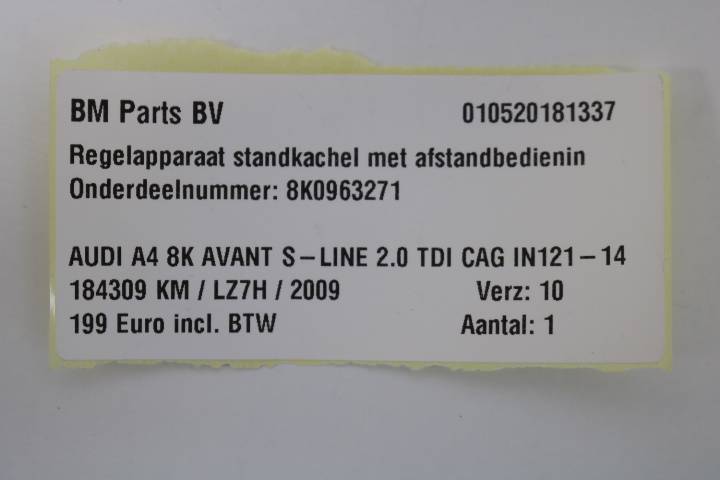 BM Parts BV 010520181337
Regelapparaat standkachel met afstandbedienin
Onderdeelnummer: 8K0963271
AUDI A4 8K AVANT S-LINE 2.0 TDI CAG IN121-14
184309 KM / LZ7H / 2009 Verz: 10
199 Euro incl. BTW Aantal: 1